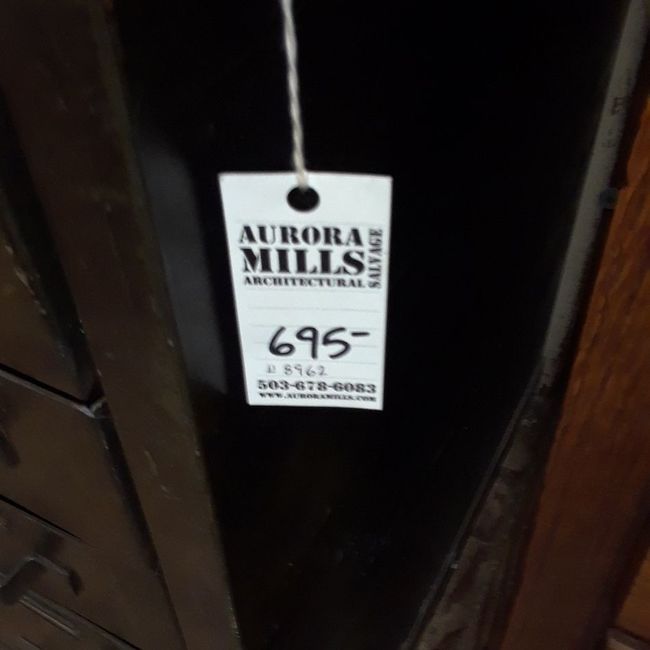 AURORA
MILLS
ARCHITECTURAL
SALVAGE
695-
8962
503-678-6083
WWW.AURORAMILLS.COM